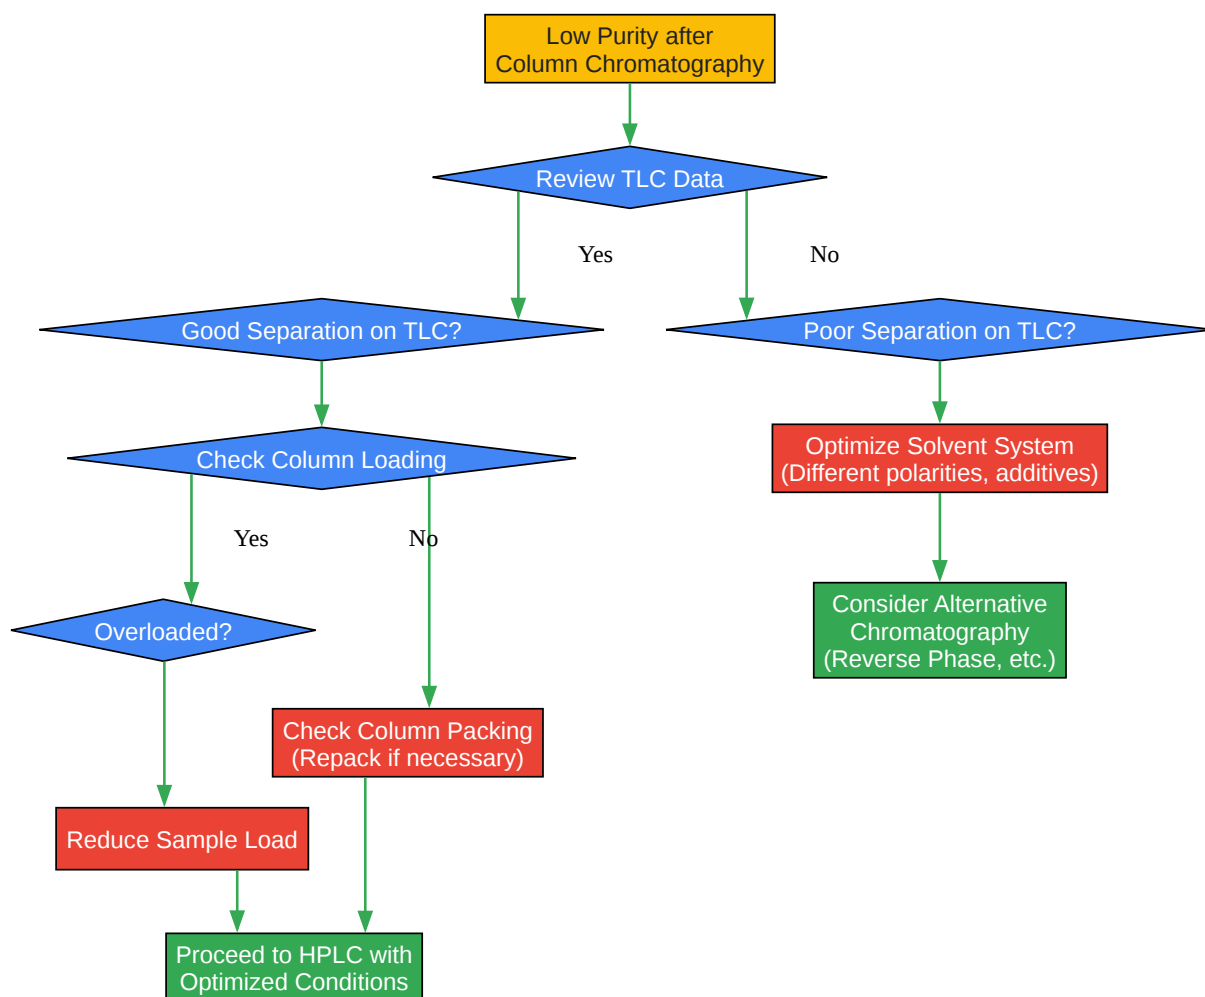 Low Purity after
Column Chromatography
Review TLC Data
Yes
No
Good Separation on TLC?
Poor Separation on TLC?
Check Column Loading
Optimize Solvent System
(Different polarities, additives)
Yes
No
Overloaded?
Consider Alternative
Chromatography
(Reverse Phase, etc.)
Check Column Packing
(Repack if necessary)
Reduce Sample Load
Proceed to HPLC with
Optimized Conditions